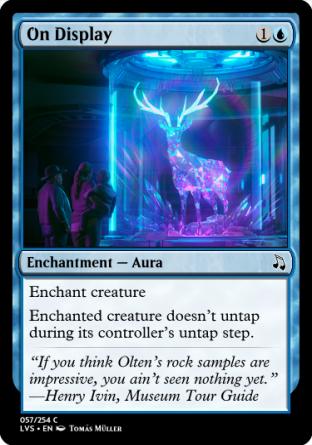 On Display 1
Enchantment — Aura
Enchant creature
Enchanted creature doesn't untap
during its controller's untap step.
"If you think Olten's rock samples are
impressive, you ain't seen nothing yet."
—Henry Ivin, Museum Tour Guide
057/254 C
LVS • EN Tomás Müller